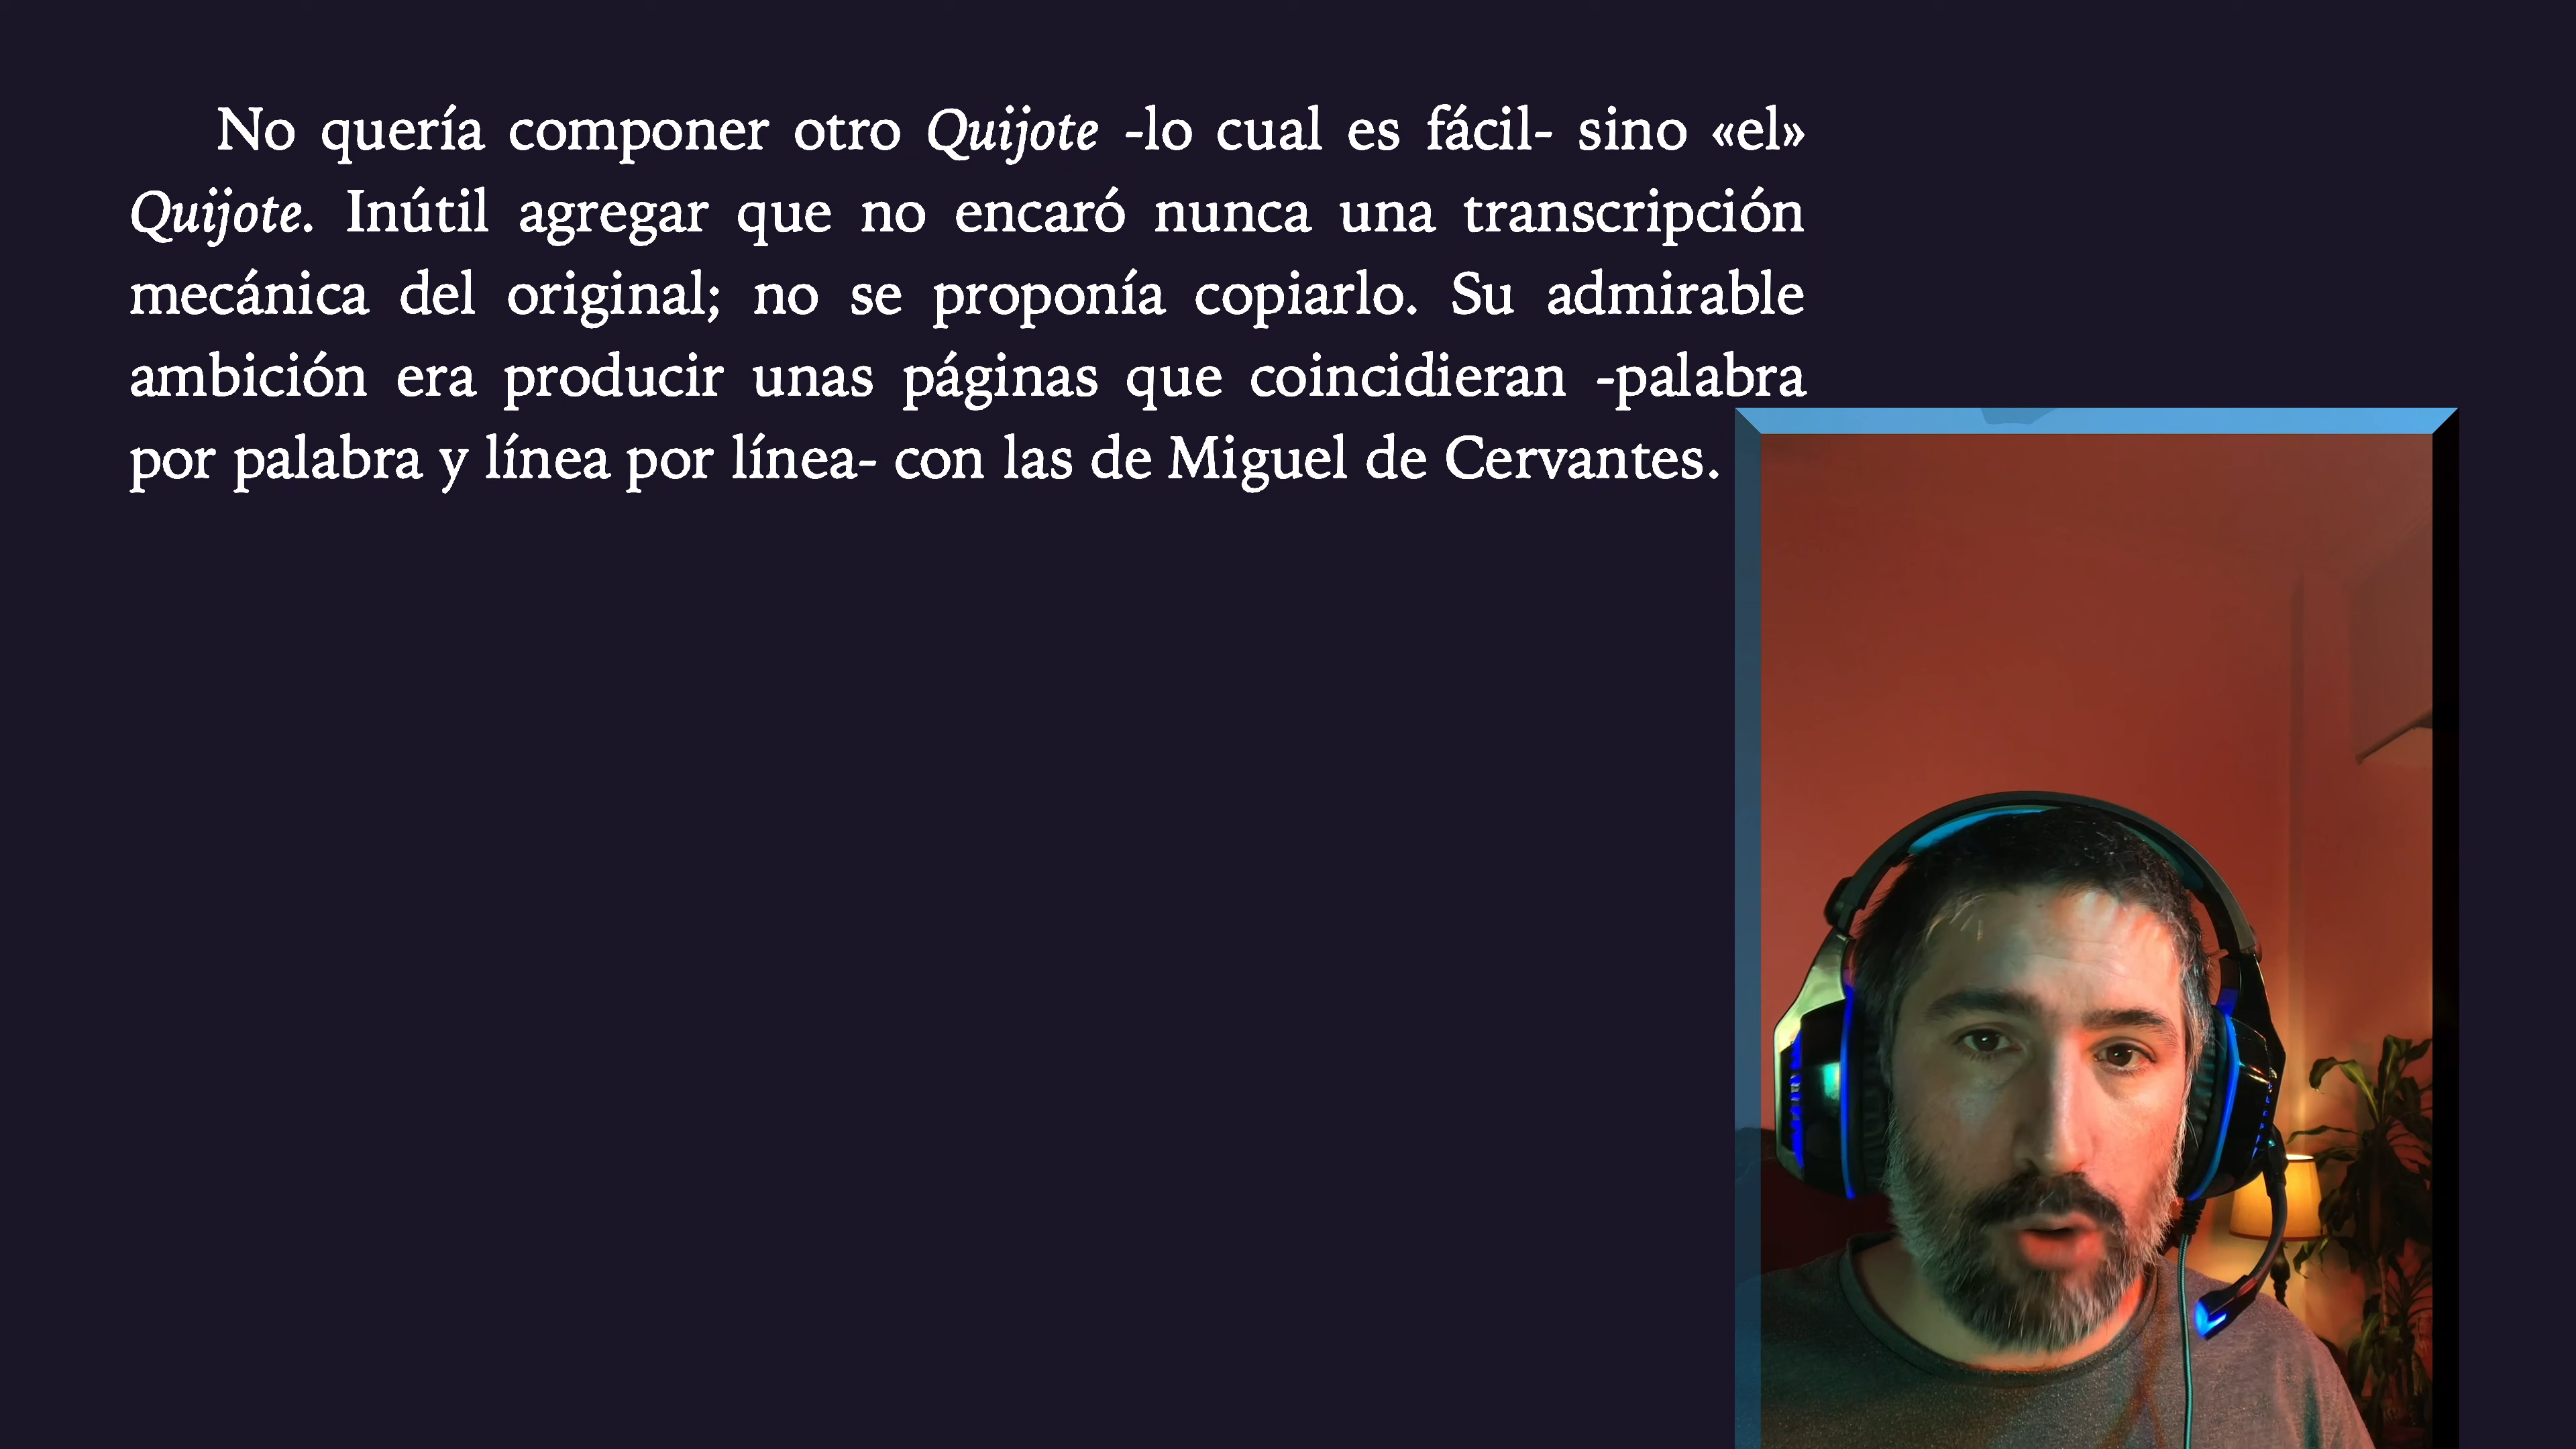 No quería componer otro Quijote -lo cual es fácil- sino «el»
Quijote. Inútil agregar que no encaró nunca una transcripción
mecánica del original; no se proponía copiarlo. Su admirable
ambición era producir unas páginas que coincidieran -palabra
por palabra y línea por línea- con las de Miguel de Cervantes.